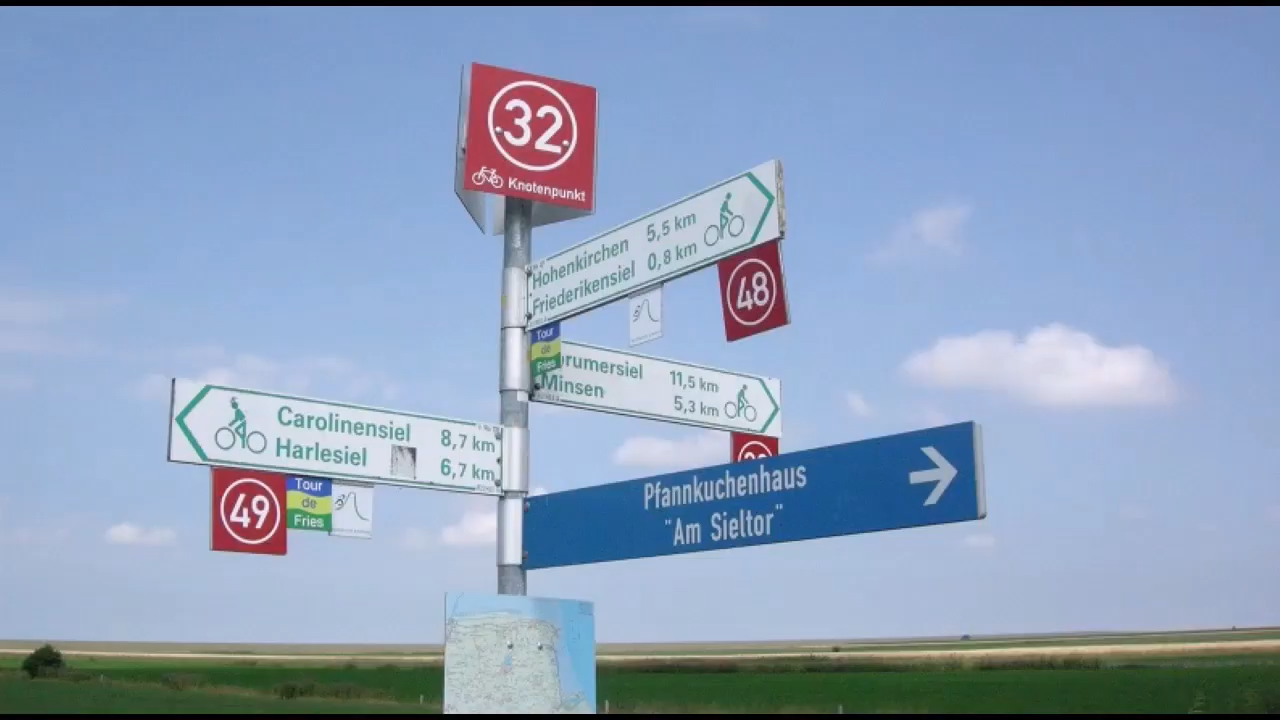 32
Knotenpunkt
Hohenkirchen 5,5 km
Friederikensiel 0,8 km
48
Tour
de
Fries
11,5 km
Minsen 5,3 km
Carolinensiel 8,7 km
Harlesiel 6,7 km
49
Tour
de
Fries
Pfannkuchenhaus
"Am Sieltor"